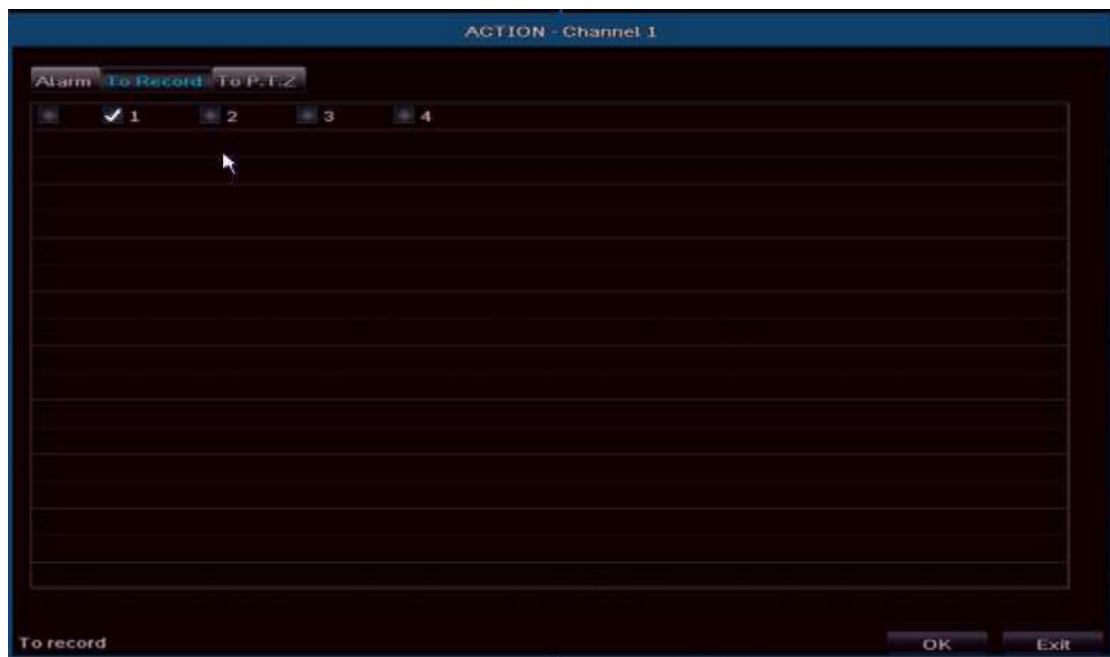 ACTION - Channel 1
Alarm To Record To P.T.Z
1 2 3 4
To record OK Exit